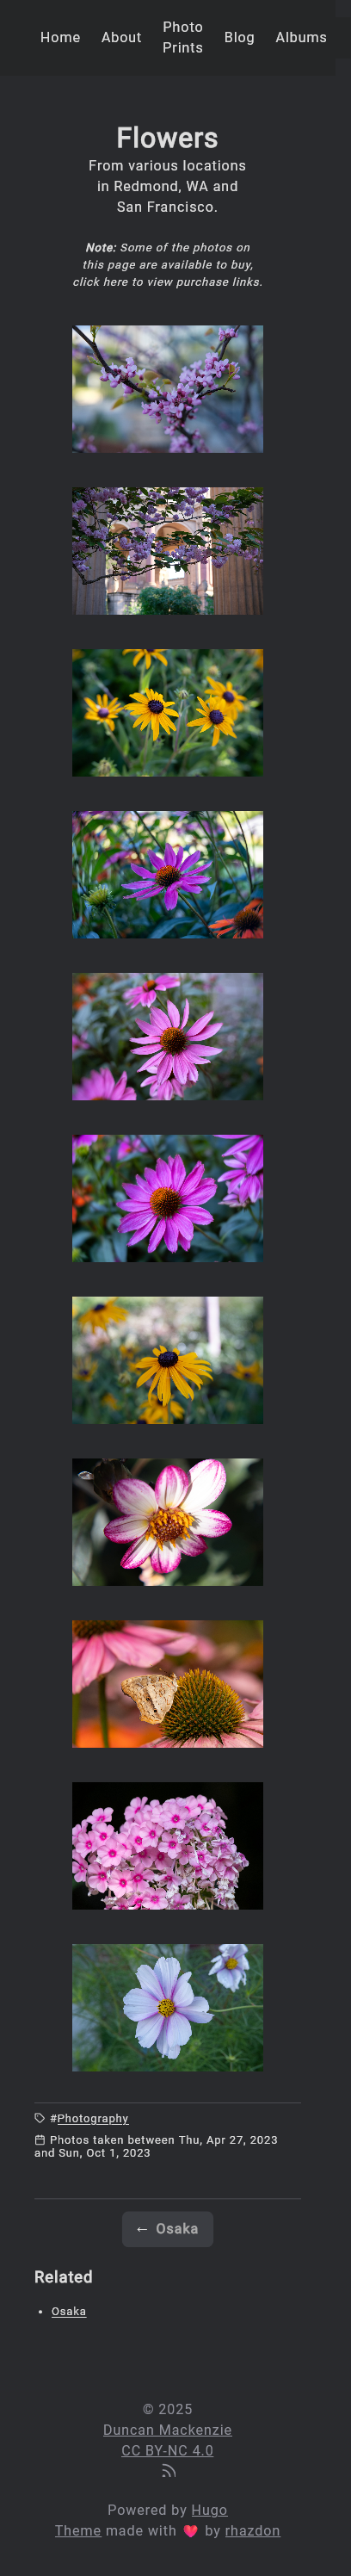 Home About Photo Prints Blog Albums
Flowers
From various locations
in Redmond, WA and
San Francisco.
Note: Some of the photos on
this page are available to buy,
click here to view purchase links.
#Photography
Photos taken between Thu, Apr 27, 2023
and Sun, Oct 1, 2023
← Osaka
Related
• Osaka
© 2025
Duncan Mackenzie
CC BY-NC 4.0
Powered by Hugo
Theme made with ❤️ by rhazdon